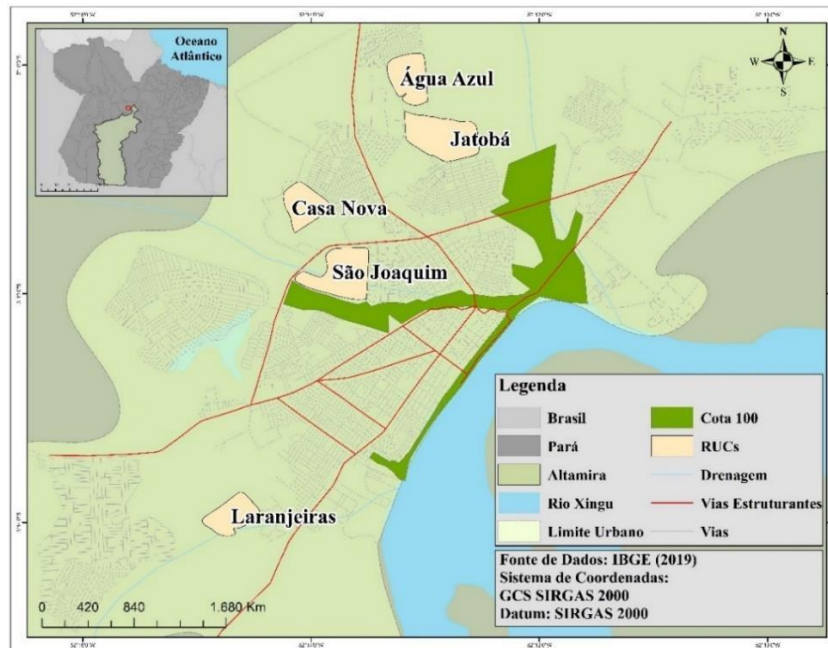 Oceano
Atlântico
N
W
E
S
Água Azul
Jatobá
Casa Nova
São Joaquim
Laranjeiras
Legenda
Brasil
Cota 100
Pará
RUCs
Altamira
Drenagem
Rio Xingu
Vias Estruturantes
Limite Urbano
Vias
Fonte de Dados: IBGE (2019)
Sistema de Coordenadas:
GCS SIRGAS 2000
Datum: SIRGAS 2000
0 420 840 1.680 Km